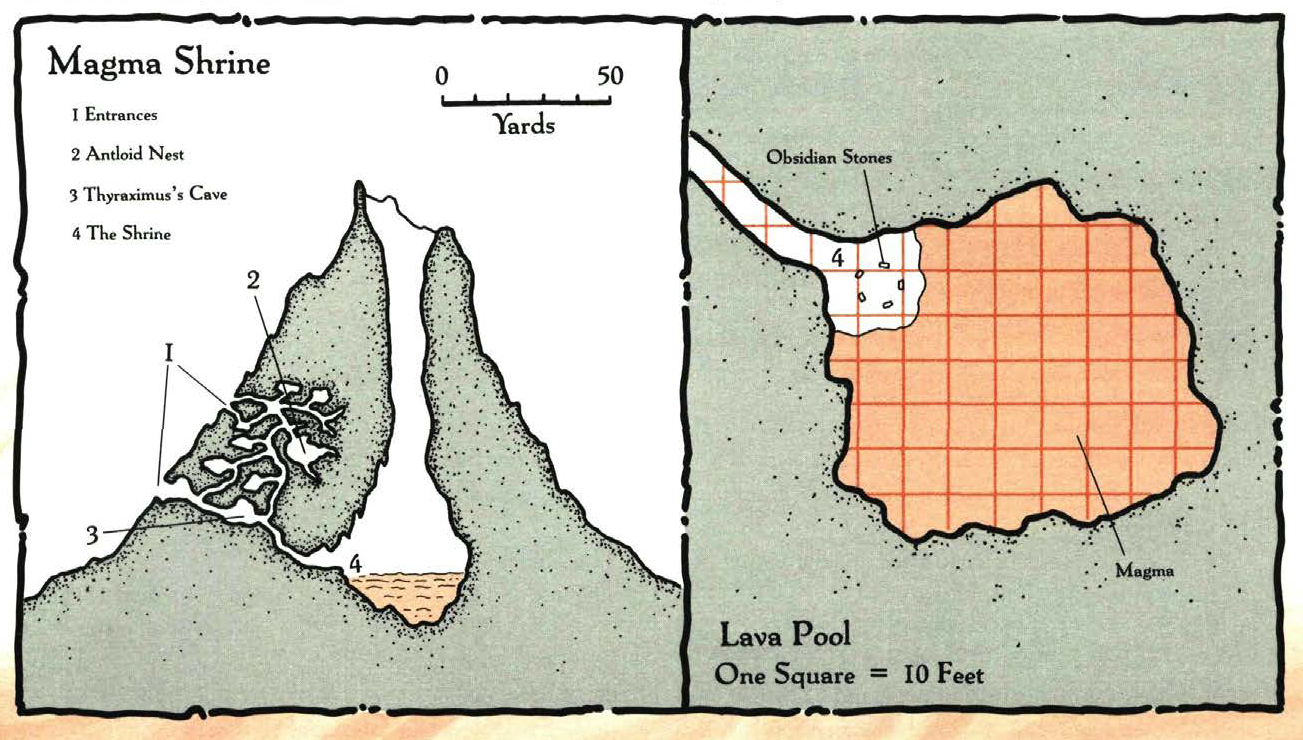 Magma Shrine
1 Entrances
2 Antloid Nest
3 Thyraximus's Cave
4 The Shrine
0 50
Yards
2
1
3
4
Obsidian Stones
4
Magma
Lava Pool
One Square = 10 Feet